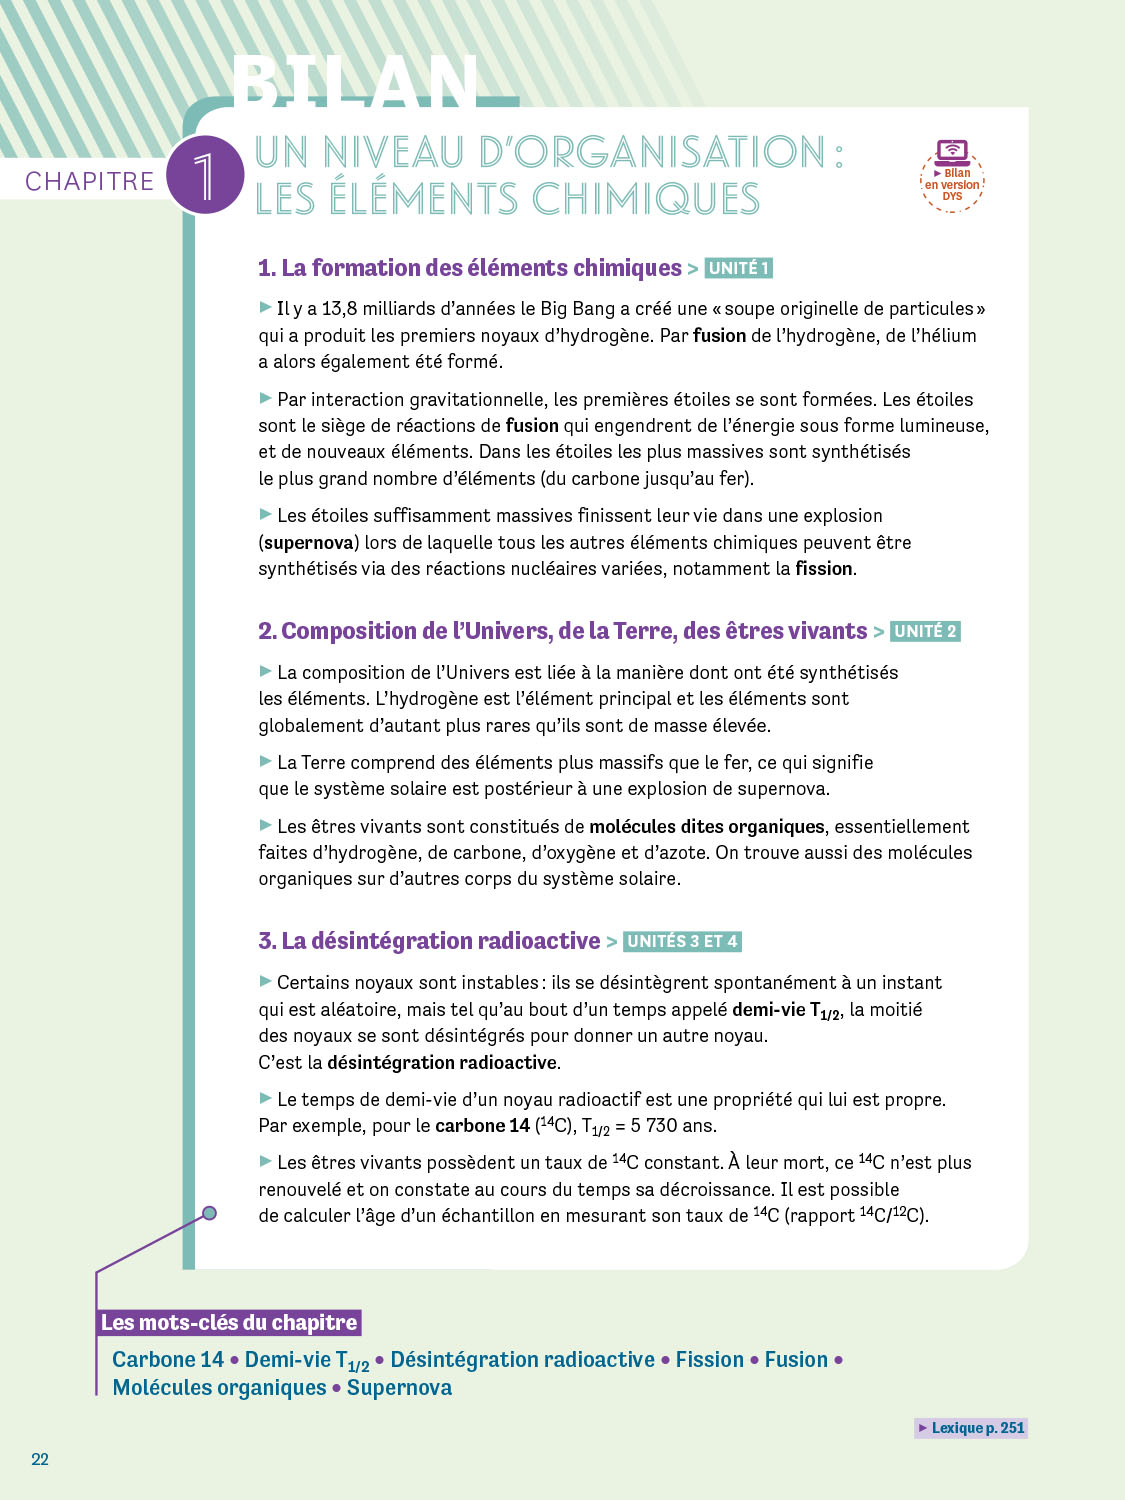 BILAN
CHAPITRE 1
UN NIVEAU D'ORGANISATION :
LES ÉLÉMENTS CHIMIQUES
▶ Bilan
en version
DYS
1. La formation des éléments chimiques > UNITÉ 1
▶ Il y a 13,8 milliards d'années le Big Bang a créé une « soupe originelle de particules »
qui a produit les premiers noyaux d'hydrogène. Par fusion de l'hydrogène, de l'hélium
a alors également été formé.
▶ Par interaction gravitationnelle, les premières étoiles se sont formées. Les étoiles
sont le siège de réactions de fusion qui engendrent de l'énergie sous forme lumineuse,
et de nouveaux éléments. Dans les étoiles les plus massives sont synthétisés
le plus grand nombre d'éléments (du carbone jusqu'au fer).
▶ Les étoiles suffisamment massives finissent leur vie dans une explosion
(supernova) lors de laquelle tous les autres éléments chimiques peuvent être
synthétisés via des réactions nucléaires variées, notamment la fission.
2. Composition de l'Univers, de la Terre, des êtres vivants > UNITÉ 2
▶ La composition de l'Univers est liée à la manière dont ont été synthétisés
les éléments. L'hydrogène est l'élément principal et les éléments sont
globalement d'autant plus rares qu'ils sont de masse élevée.
▶ La Terre comprend des éléments plus massifs que le fer, ce qui signifie
que le système solaire est postérieur à une explosion de supernova.
▶ Les êtres vivants sont constitués de molécules dites organiques, essentiellement
faites d'hydrogène, de carbone, d'oxygène et d'azote. On trouve aussi des molécules
organiques sur d'autres corps du système solaire.
3. La désintégration radioactive > UNITÉS 3 ET 4
▶ Certains noyaux sont instables : ils se désintègrent spontanément à un instant
qui est aléatoire, mais tel qu'au bout d'un temps appelé demi-vie T1/2, la moitié
des noyaux se sont désintégrés pour donner un autre noyau.
C'est la désintégration radioactive.
▶ Le temps de demi-vie d'un noyau radioactif est une propriété qui lui est propre.
Par exemple, pour le carbone 14 (¹⁴C), T1/2 = 5 730 ans.
▶ Les êtres vivants possèdent un taux de ¹⁴C constant. À leur mort, ce ¹⁴C n'est plus
renouvelé et on constate au cours du temps sa décroissance. Il est possible
de calculer l'âge d'un échantillon en mesurant son taux de ¹⁴C (rapport ¹⁴C/¹²C).
Les mots-clés du chapitre
Carbone 14 • Demi-vie T1/2 • Désintégration radioactive • Fission • Fusion •
Molécules organiques • Supernova
▶ Lexique p. 251
22